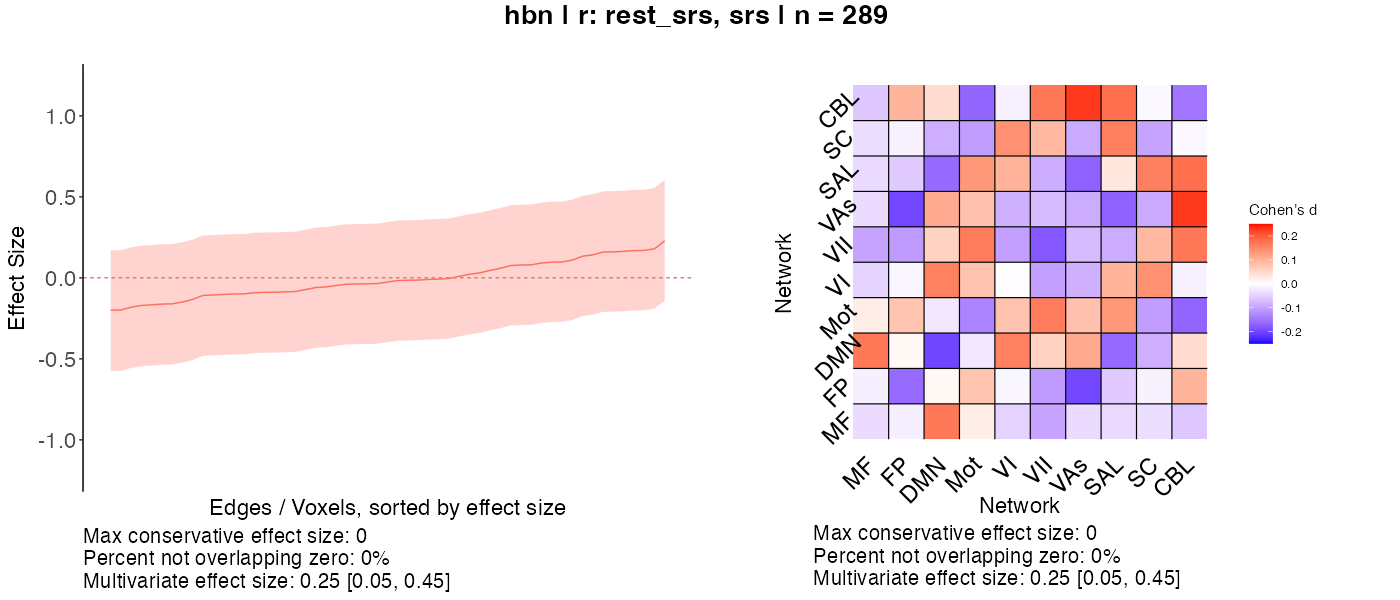 hbn | r: rest_srs, srs | n = 289
Effect Size
1.0
0.5
0.0
-0.5
-1.0
Edges / Voxels, sorted by effect size
Max conservative effect size: 0
Percent not overlapping zero: 0%
Multivariate effect size: 0.25 [0.05, 0.45]
Network
CBL
SC
SAL
VAs
VII
VI
Mot
DMN
FP
MF
MF
FP
DMN
Mot
VI
VII
VAs
SAL
SC
CBL
Network
Max conservative effect size: 0
Percent not overlapping zero: 0%
Multivariate effect size: 0.25 [0.05, 0.45]
Cohen's d
0.2
0.1
0.0
-0.1
-0.2